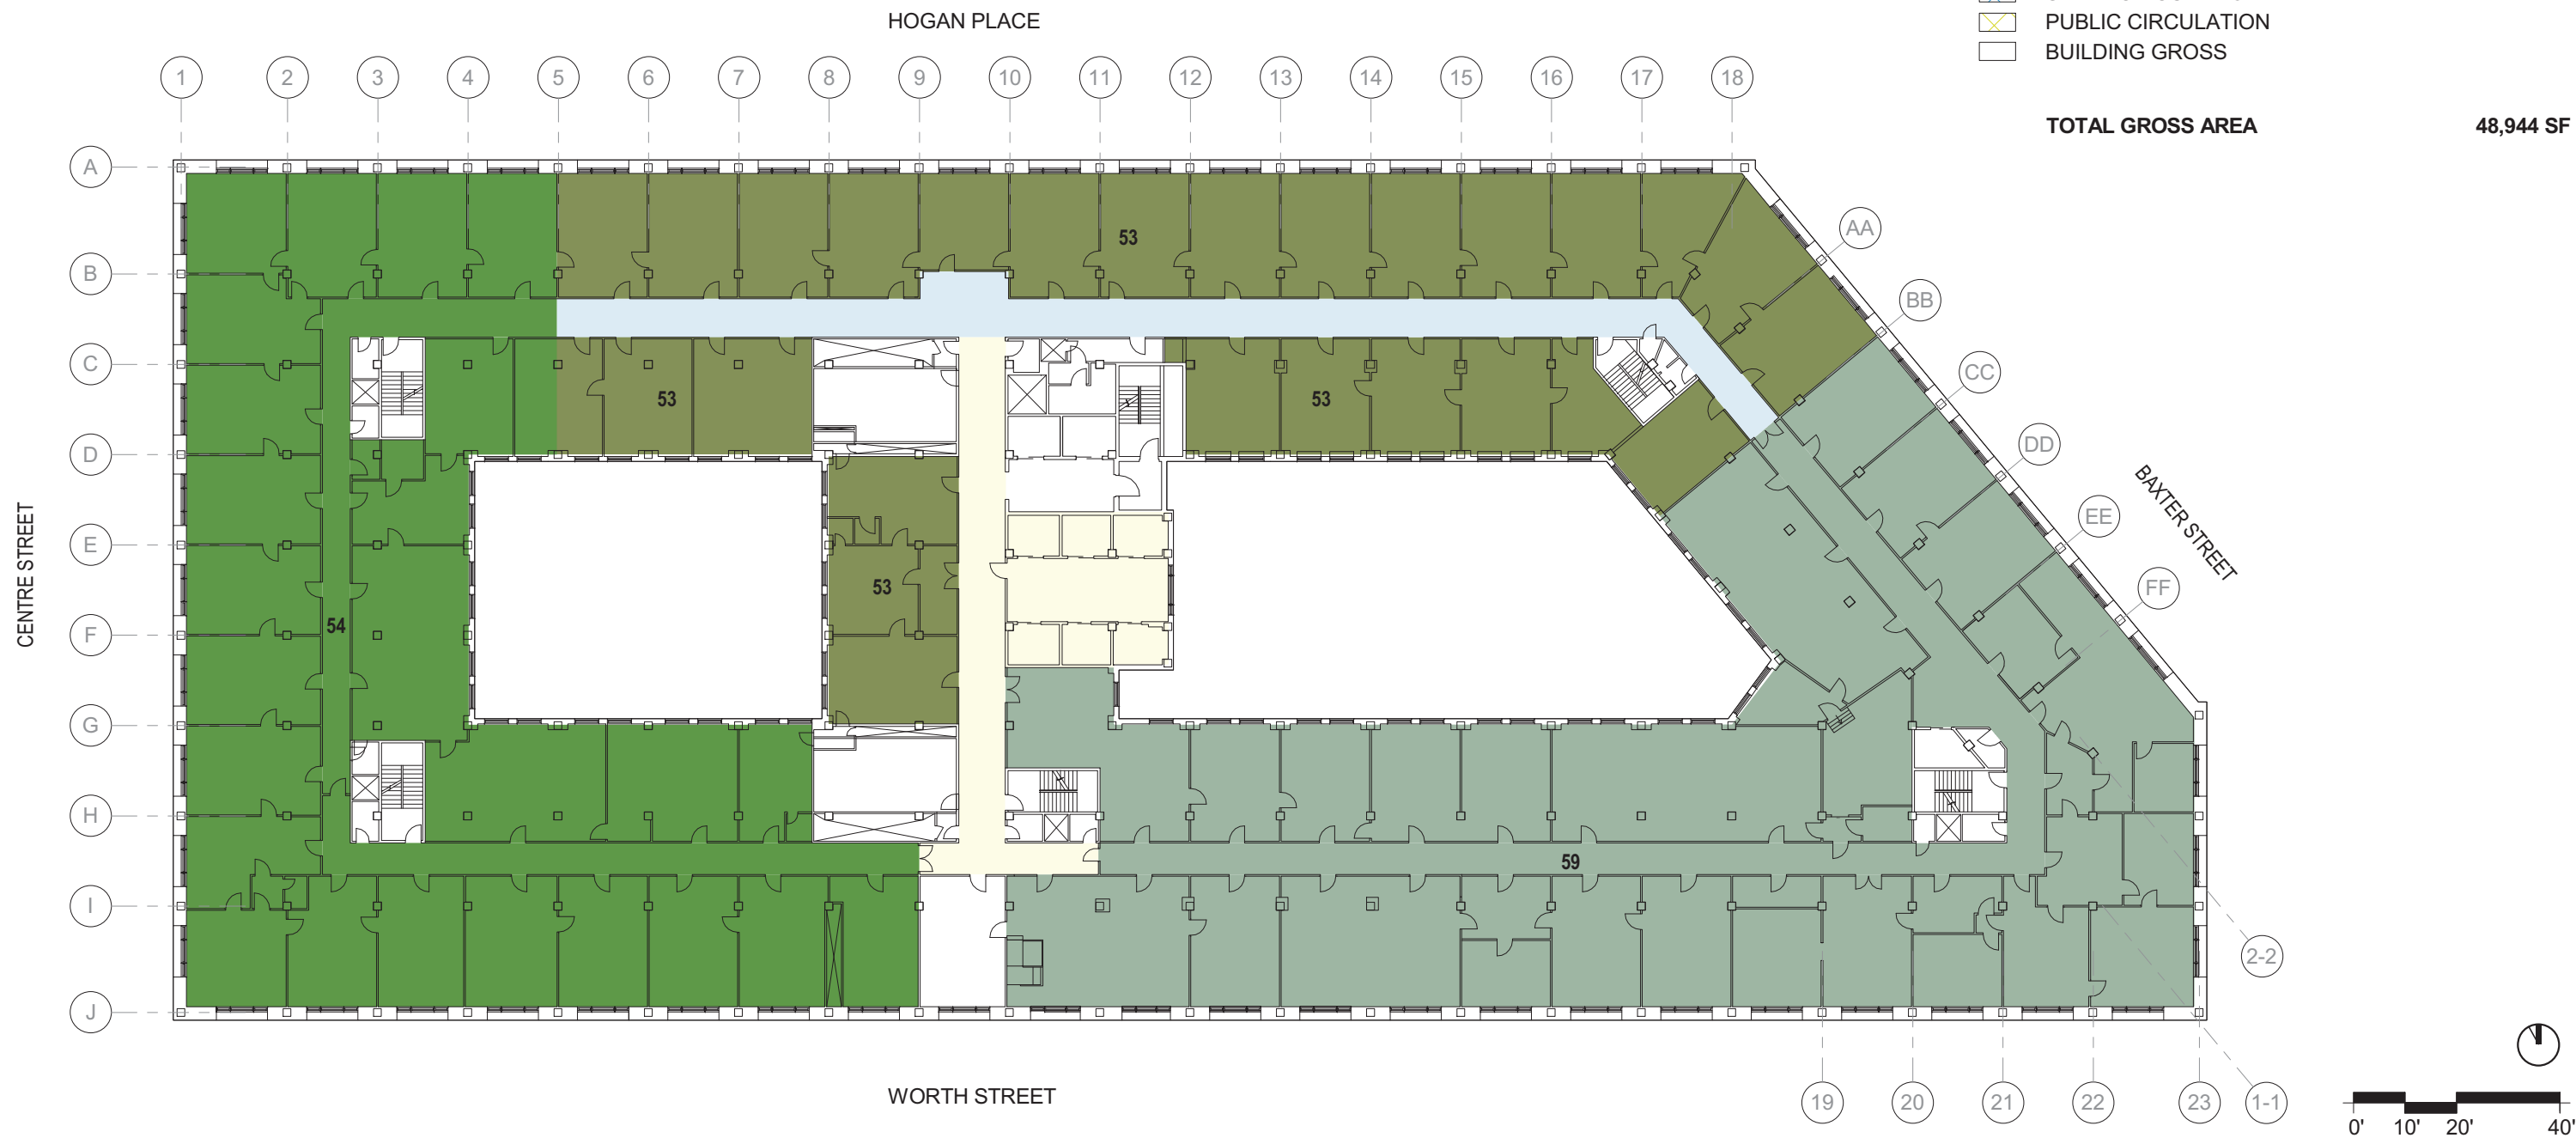 HOGAN PLACE
PUBLIC CIRCULATION
BUILDING GROSS
TOTAL GROSS AREA 48,944 SF
1 2 3 4 5 6 7 8 9 10 11 12 13 14 15 16 17 18
A
B
C
D
E
F
G
H
I
J
AA
BB
CC
DD
EE
FF
53
53
53
53
54
59
CENTRE STREET
BAXTER STREET
2-2
WORTH STREET
19 20 21 22 23 1-1
0' 10' 20' 40'